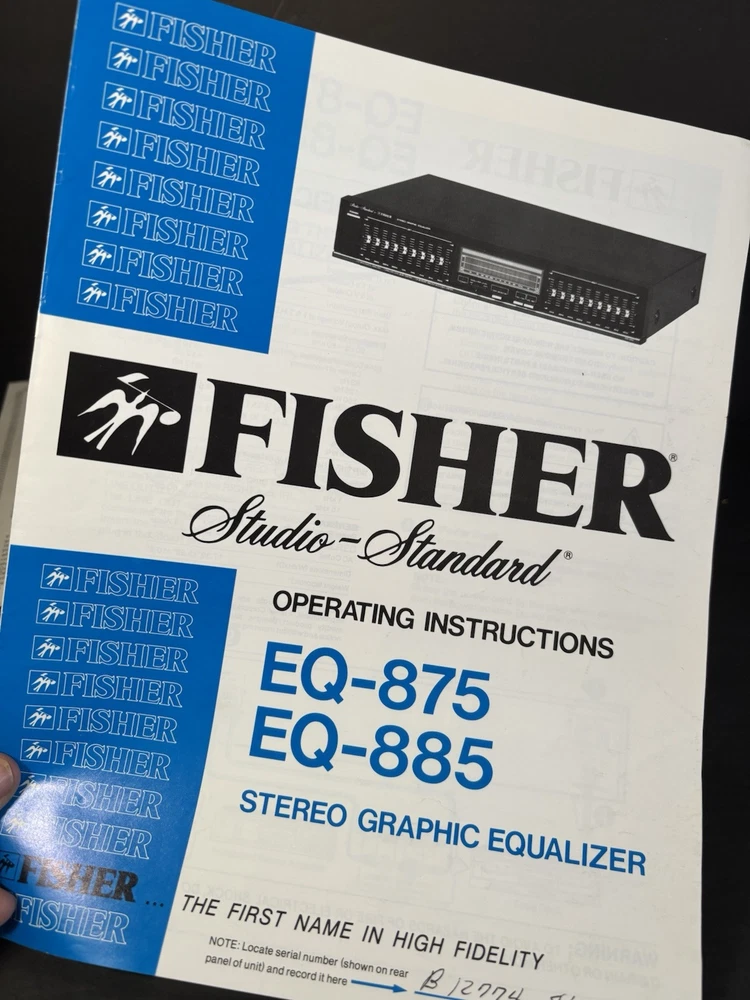 FISHER
FISHER
FISHER
FISHER
FISHER
FISHER
FISHER
FISHER
FISHER®
Studio-Standard®
OPERATING INSTRUCTIONS
EQ-875
EQ-885
STEREO GRAPHIC EQUALIZER
FISHER
FISHER
FISHER
FISHER
FISHER
FISHER
FISHER
FISHER
FISHER ...
FISHER
THE FIRST NAME IN HIGH FIDELITY
NOTE: Locate serial number (shown on rear
panel of unit) and record it here
B 12774